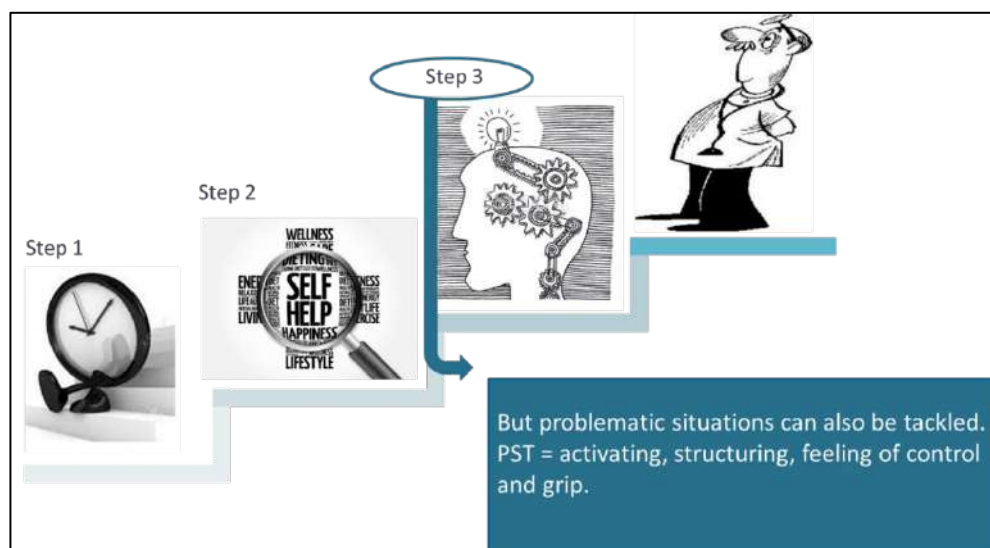 Step 1
Step 2
Step 3
WELLNESS
DIETING
SELF
HELP
HAPPINESS
LIFESTYLE
But problematic situations can also be tackled.
PST = activating, structuring, feeling of control
and grip.